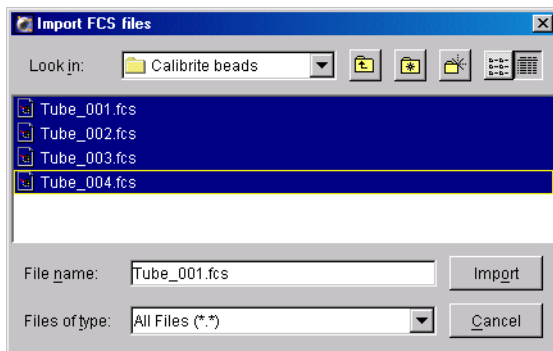 Import FCS files
Look in: Calibrite beads
Tube_001.fcs
Tube_002.fcs
Tube_003.fcs
Tube_004.fcs
File name: Tube_001.fcs Import
Files of type: All Files (*.*) Cancel